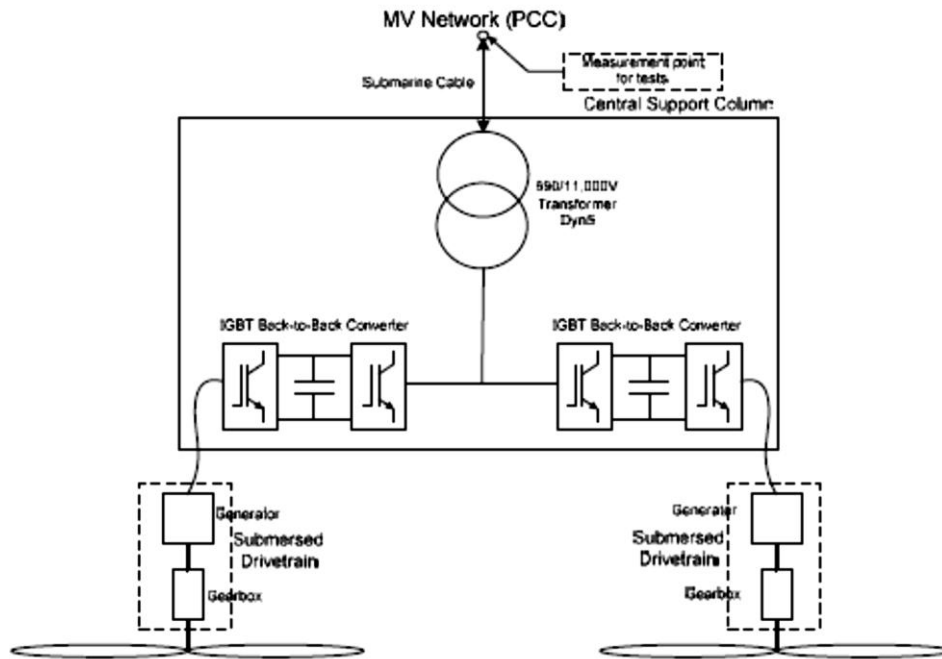 MV Network (PCC)
Measurement point
for tests
Submarine Cable
Central Support Column
690/11,000V
Transformer
Dyn5
IGBT Back-to-Back Converter
IGBT Back-to-Back Converter
Generator
Submersed
Drivetrain
Gearbox
Generator
Submersed
Drivetrain
Gearbox